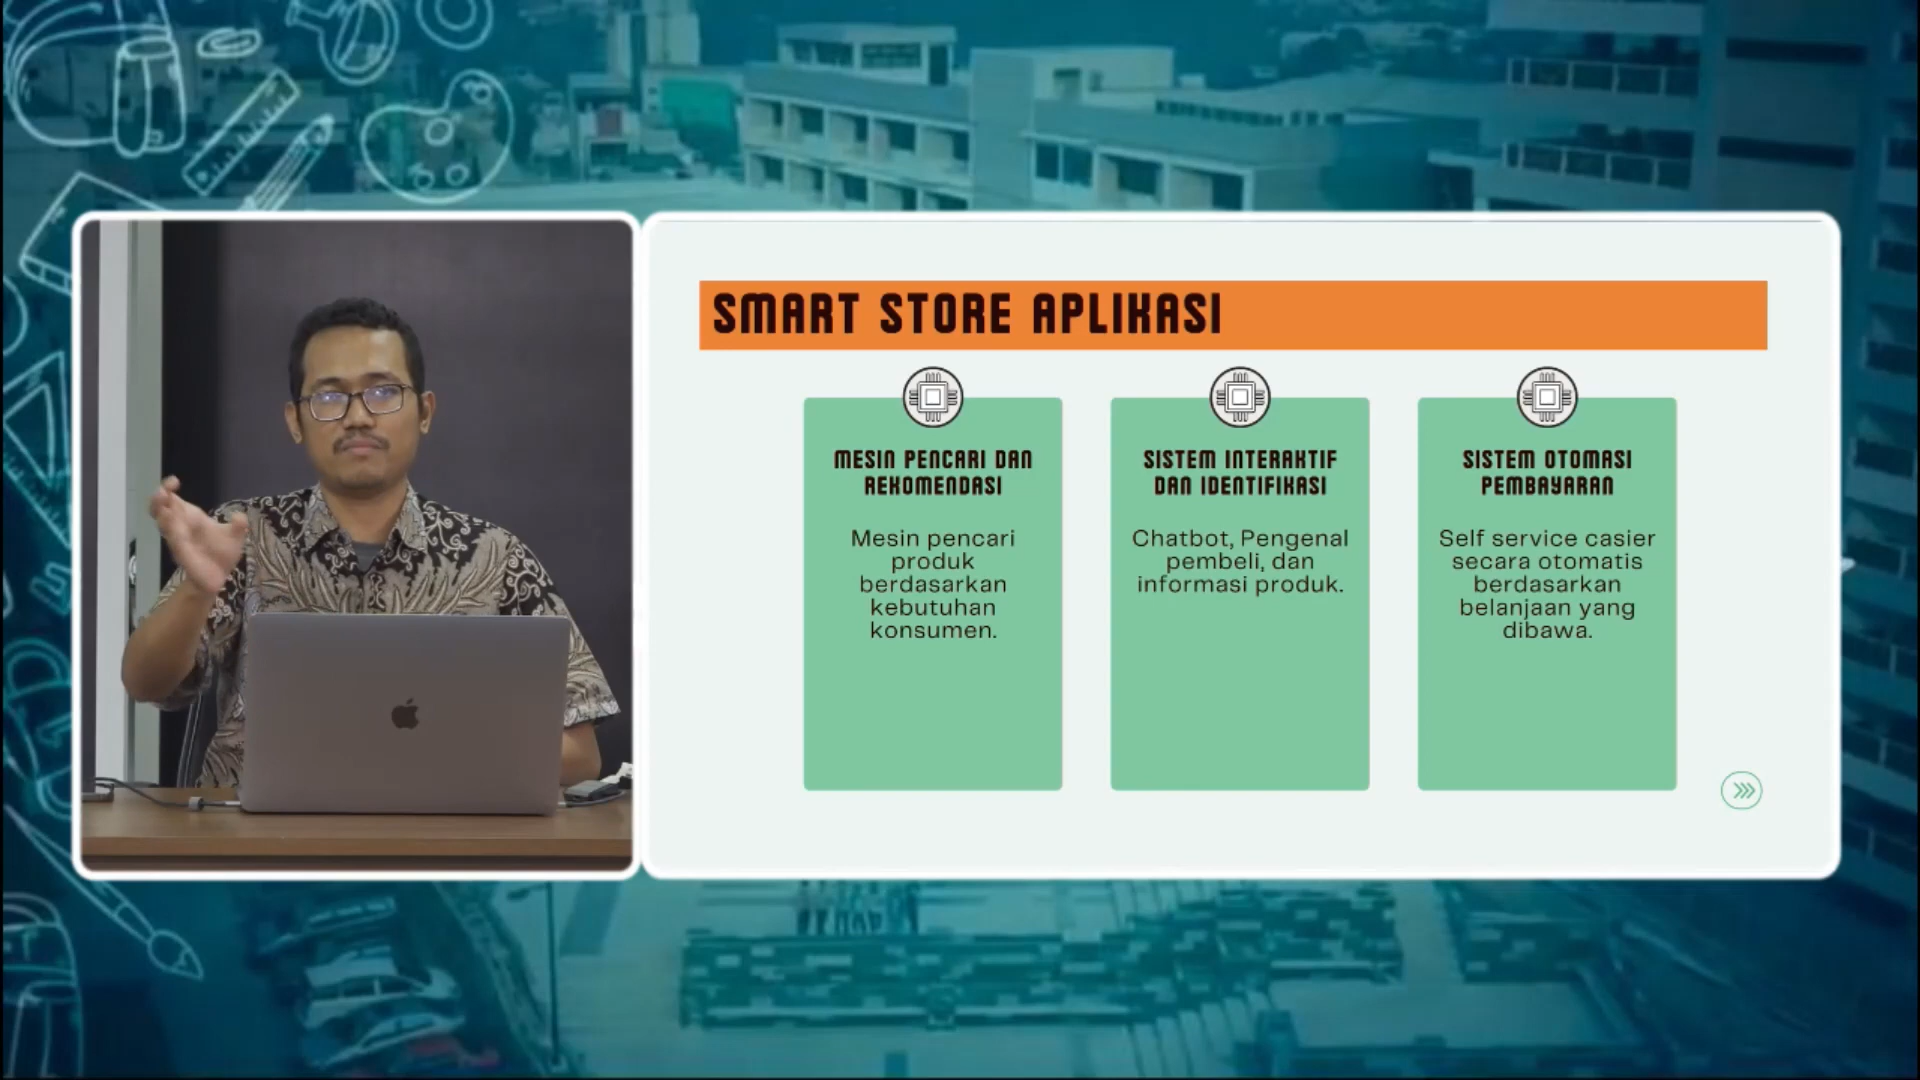 SMART STORE APLIKASI
MESIN PENCARI DAN
REKOMENDASI
Mesin pencari
produk
berdasarkan
kebutuhan
konsumen.
SISTEM INTERAKTIF
DAN IDENTIFIKASI
Chatbot, Pengenal
pembeli, dan
informasi produk.
SISTEM OTOMASI
PEMBAYARAN
Self service casier
secara otomatis
berdasarkan
belanjaan yang
dibawa.